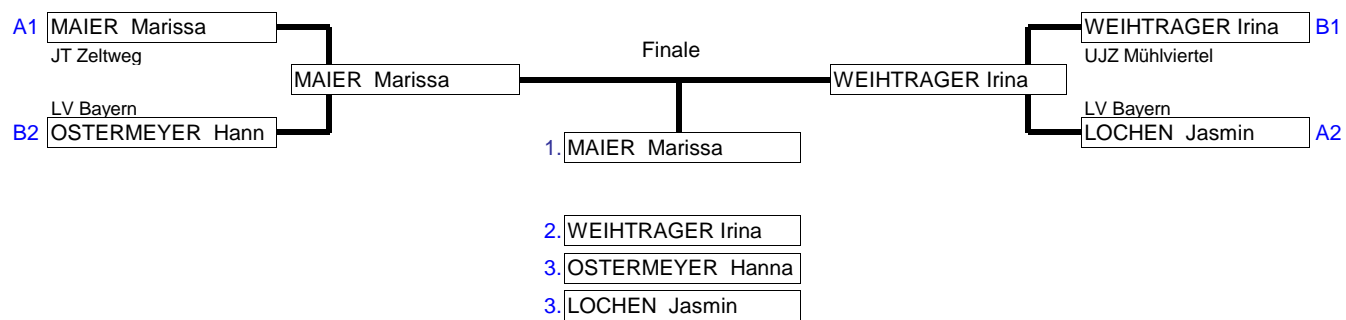 A1 MAIER Marissa
JT Zeltweg
LV Bayern
B2 OSTERMEYER Hann
MAIER Marissa
Finale
WEIHTRAGER Irina
WEIHTRAGER Irina B1
UJZ Mühlviertel
LV Bayern
LOCHEN Jasmin A2
1. MAIER Marissa
2. WEIHTRAGER Irina
3. OSTERMEYER Hanna
3. LOCHEN Jasmin